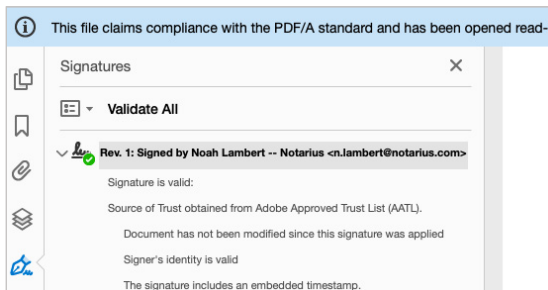 This file claims compliance with the PDF/A standard and has been opened read-
Signatures
Validate All
Rev. 1: Signed by Noah Lambert -- Notarius <n.lambert@notarius.com>
Signature is valid:
Source of Trust obtained from Adobe Approved Trust List (AATL).
Document has not been modified since this signature was applied
Signer's identity is valid
The signature includes an embedded timestamp.